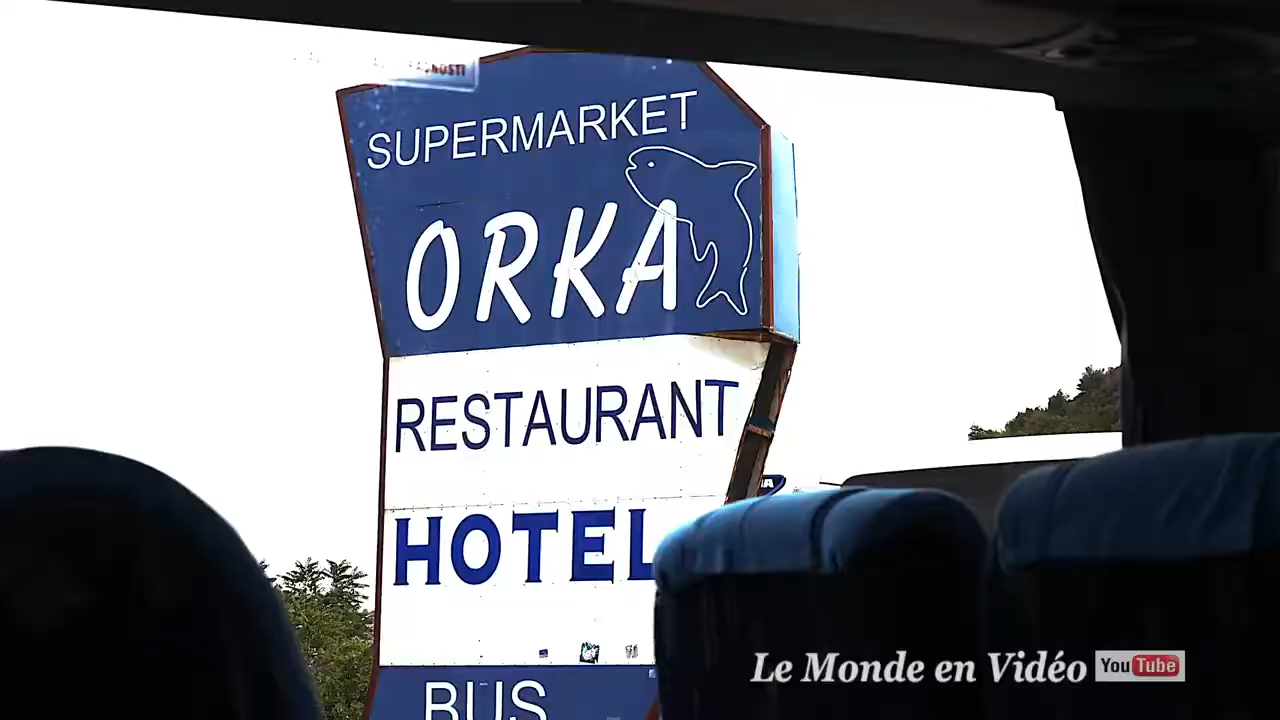 SUPERMARKET
ORKA
RESTAURANT
HOTEL
BUS
Le Monde en Vidéo YouTube